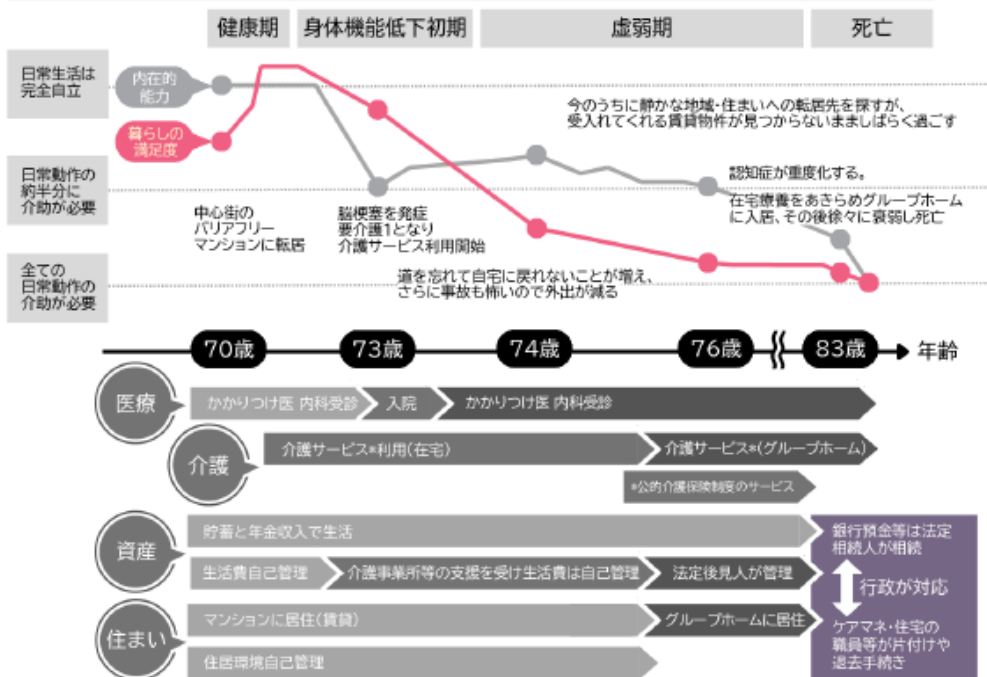 健康期
身体機能低下初期
虚弱期
死亡
日常生活は
完全自立
内在的
能力
暮らしの
満足度
今のうちに静かな地域・住まいへの転居先を探すが、
受入れてくれる賃貸物件が見つからないまましばらく過ごす
日常動作の
約半分に
介助が必要
認知症が重度化する。
在宅療養をあきらめグループホーム
に入居、その後徐々に衰弱し死亡
中心街の
バリアフリー
マンションに転居
脳梗塞を発症
要介護1となり
介護サービス利用開始
全ての
日常動作の
介助が必要
道を忘れて自宅に戻れないことが増え、
さらに事故も怖いので外出が減る
70歳
73歳
74歳
76歳
83歳
年齢
医療
かかりつけ医 内科受診
入院
かかりつけ医 内科受診
介護
介護サービス*利用(在宅)
介護サービス*(グループホーム)
*公的介護保険制度のサービス
資産
貯蓄と年金収入で生活
生活費自己管理
介護事業所等の支援を受け生活費は自己管理
法定後見人が管理
銀行預金等は法定
相続人が相続
行政が対応
ケアマネ・住宅の
職員等が片付けや
退去手続き
住まい
マンションに居住(賃貸)
グループホームに居住
住居環境自己管理